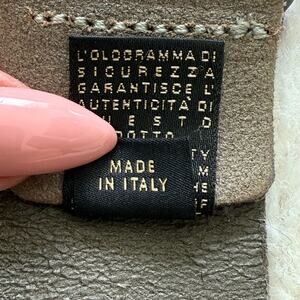 L'OLOGRAMMA DI
SICUREZZA
GARANTISCE L'
AUTENTICITÀ DI
MADE
IN ITALY